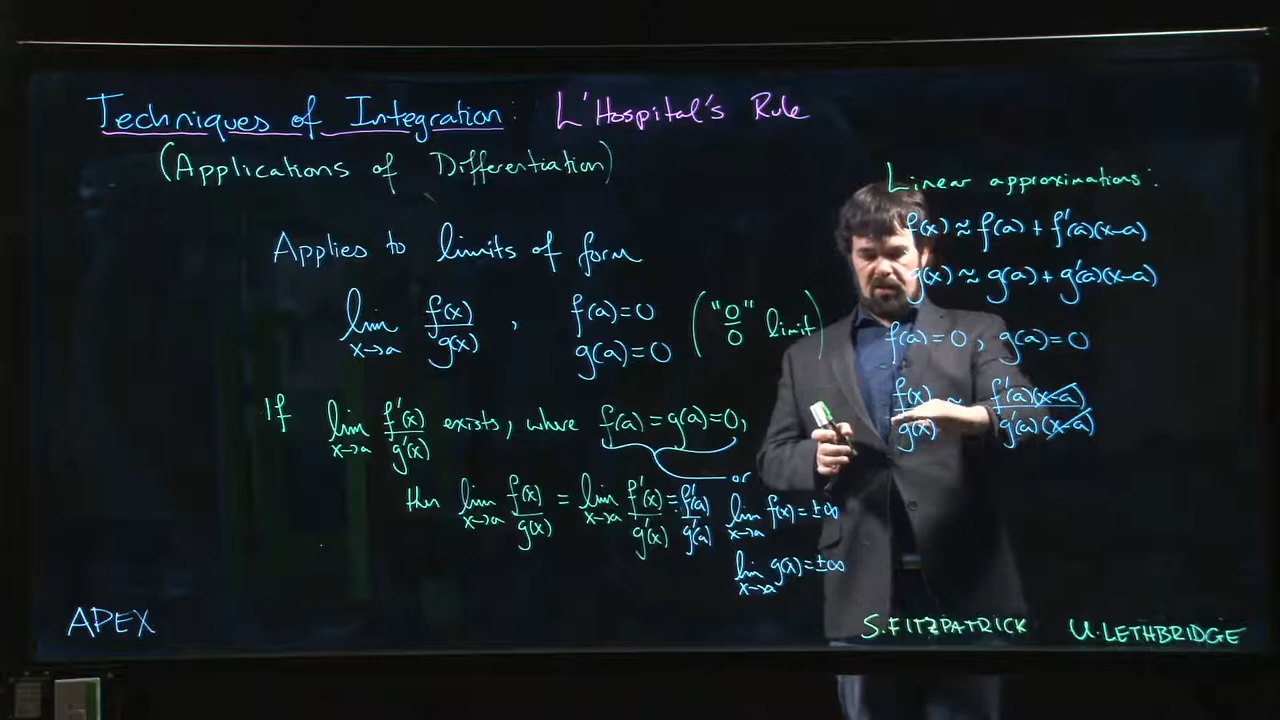 Techniques of Integration: L'Hospital's Rule
(Applications of Differentiation)
Applies to limits of form
lim x→a f(x)/g(x) , f(a)=0 g(a)=0 ("0/0" limit)
If lim x→a f'(x)/g'(x) exists, where f(a)=g(a)=0,
or
then lim x→a f(x)/g(x) = lim x→a f'(x)/g'(x) = f'(a)/g'(a)
lim x→a f(x)=±∞
lim x→a g(x)=±∞
Linear approximations:
f(x) ≈ f(a) + f'(a)(x-a)
g(x) ≈ g(a) + g'(a)(x-a)
f(a)=0, g(a)=0
f(x)/g(x) ≈ f'(a)(x-a)/g'(a)(x-a)
APEX
S.FITZPATRICK U.LETHBRIDGE